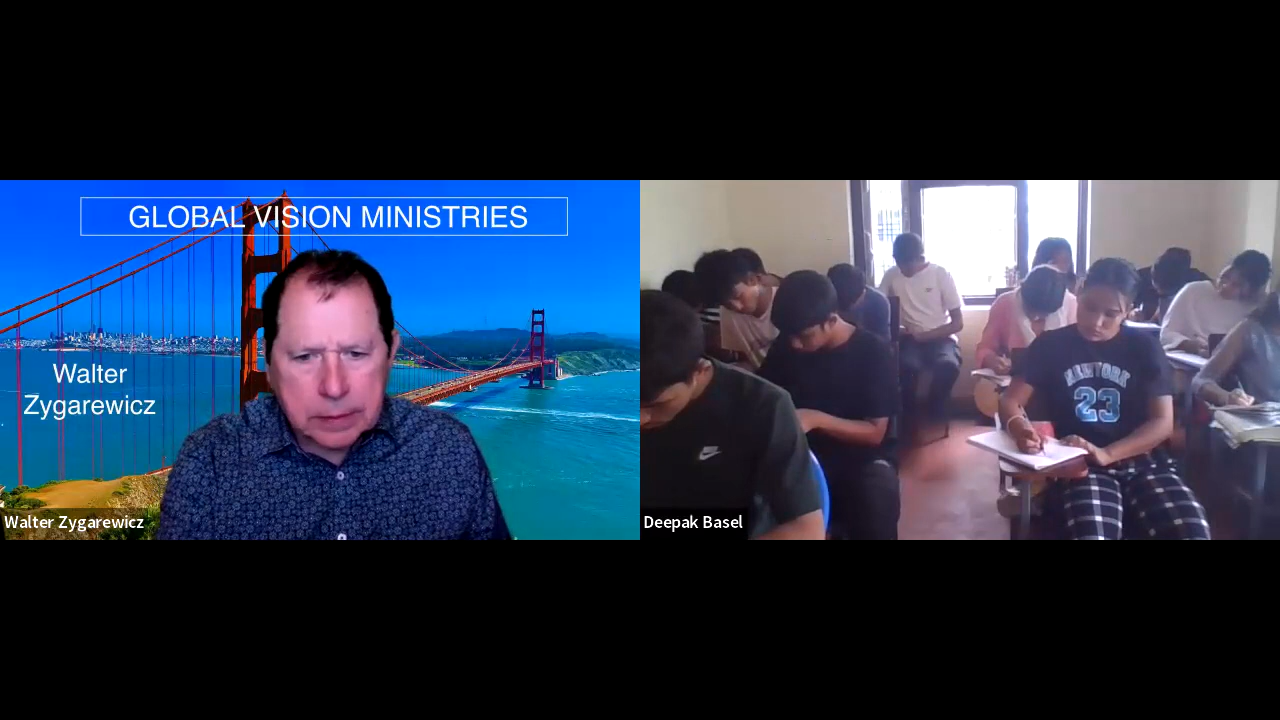 GLOBAL VISION MINISTRIES
Walter
Zygarewicz
Walter Zygarewicz
Deepak Basel
NEW YORK
23